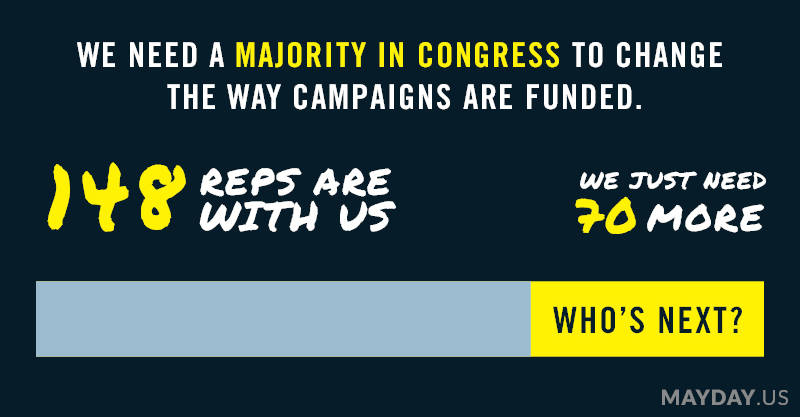 WE NEED A MAJORITY IN CONGRESS TO CHANGE
THE WAY CAMPAIGNS ARE FUNDED.
148 REPS ARE
WITH US
WE JUST NEED
70 MORE
WHO'S NEXT?
MAYDAY.US